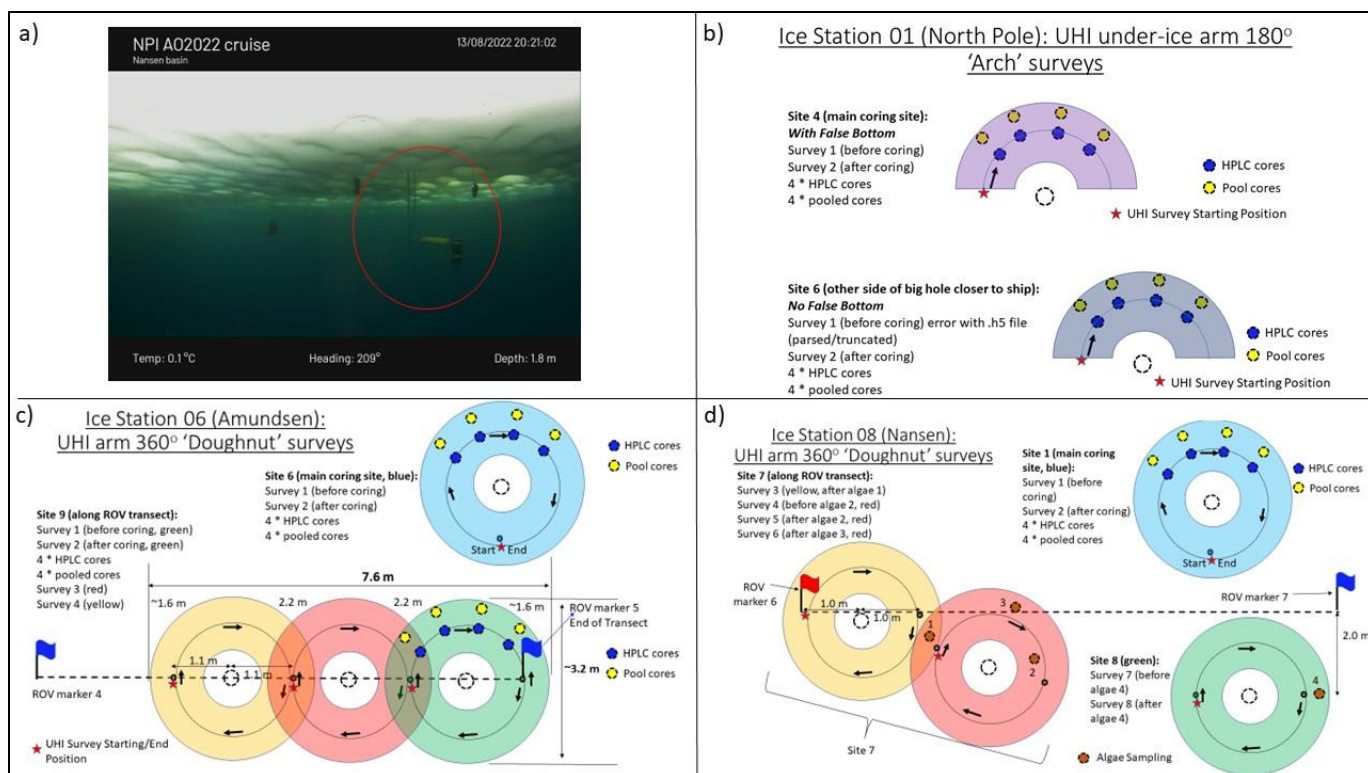 a)
NPI AO2022 cruise
13/08/2022 20:21:02
Nansen basin
Temp: 0.1 °C
Heading: 209°
Depth: 1.8 m
b)
Ice Station 01 (North Pole): UHI under-ice arm 180°
'Arch' surveys
Site 4 (main coring site):
With False Bottom
Survey 1 (before coring)
Survey 2 (after coring)
4 * HPLC cores
4 * pooled cores
HPLC cores
Pool cores
UHI Survey Starting Position
Site 6 (other side of big hole closer to ship):
No False Bottom
Survey 1 (before coring) error with .h5 file
(parsed/truncated)
Survey 2 (after coring)
4 * HPLC cores
4 * pooled cores
HPLC cores
Pool cores
UHI Survey Starting Position
c)
Ice Station 06 (Amundsen):
UHI arm 360° 'Doughnut' surveys
HPLC cores
Pool cores
Site 6 (main coring site, blue):
Survey 1 (before coring)
Survey 2 (after coring)
4 * HPLC cores
4 * pooled cores
Start
End
Site 9 (along ROV transect):
Survey 1 (before coring, green)
Survey 2 (after coring, green)
4 * HPLC cores
4 * pooled cores
Survey 3 (red)
Survey 4 (yellow)
7.6 m
~1.6 m
2.2 m
2.2 m
~1.6 m
ROV marker 5
End of Transect
1.1 m
1.1 m
~3.2 m
HPLC cores
Pool cores
ROV marker 4
UHI Survey Starting/End
Position
d)
Ice Station 08 (Nansen):
UHI arm 360° 'Doughnut' surveys
Site 7 (along ROV transect):
Survey 3 (yellow, after algae 1)
Survey 4 (before algae 2, red)
Survey 5 (after algae 2, red)
Survey 6 (after algae 3, red)
Site 1 (main coring
site, blue):
Survey 1 (before
coring)
Survey 2 (after coring)
4 * HPLC cores
4 * pooled cores
HPLC cores
Pool cores
Start
End
ROV
marker 6
1.0 m
1.0 m
1
3
2
ROV marker 7
2.0 m
Site 8 (green):
Survey 7 (before
algae 4)
Survey 8 (after
algae 4)
4
Site 7
Algae Sampling